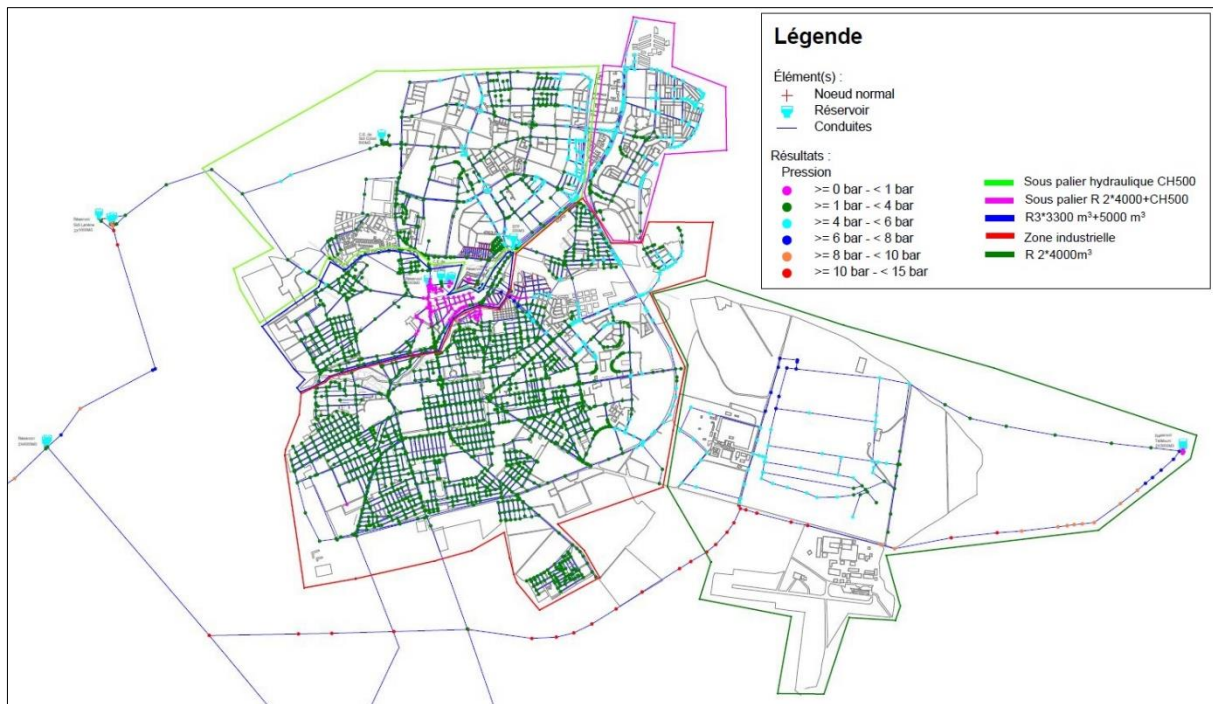 Légende
Élément(s) :
Noeud normal
Réservoir
Conduites
Résultats :
Pression
>= 0 bar - < 1 bar
>= 1 bar - < 4 bar
>= 4 bar - < 6 bar
>= 6 bar - < 8 bar
>= 8 bar - < 10 bar
>= 10 bar - < 15 bar
Sous palier hydraulique CH500
Sous palier R 2*4000+CH500
R3*3300 m³+5000 m³
Zone industrielle
R 2*4000m³
Réservoir
Réservoir